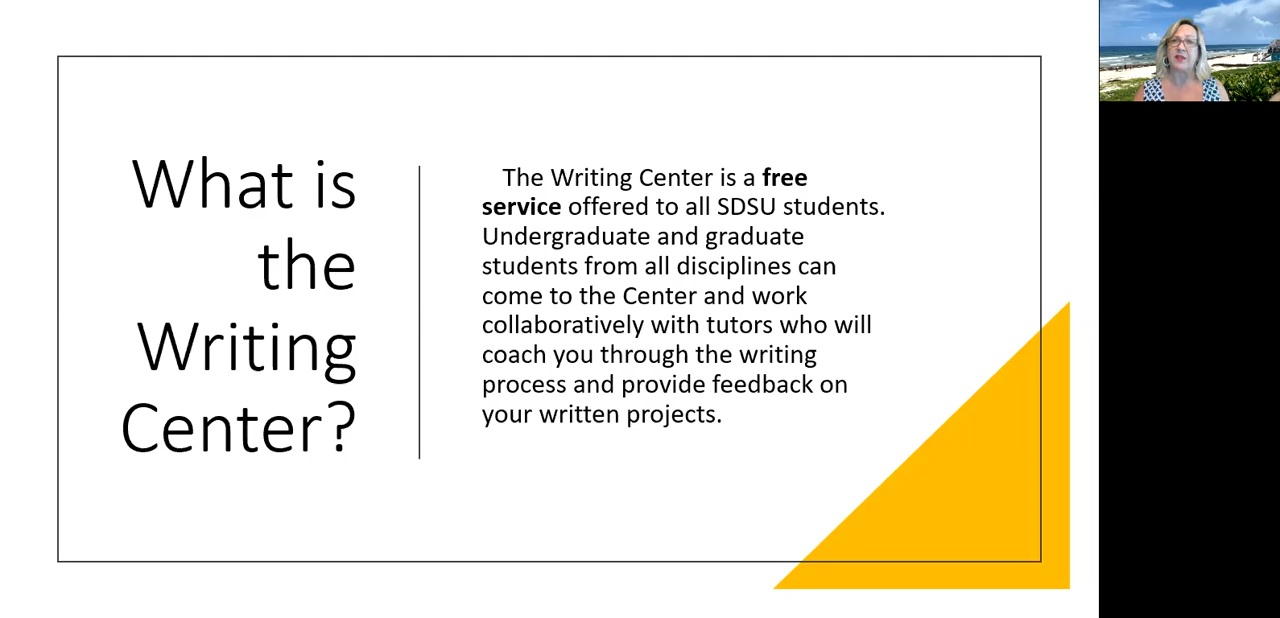 What is
the
Writing
Center?
The Writing Center is a free
service offered to all SDSU students.
Undergraduate and graduate
students from all disciplines can
come to the Center and work
collaboratively with tutors who will
coach you through the writing
process and provide feedback on
your written projects.